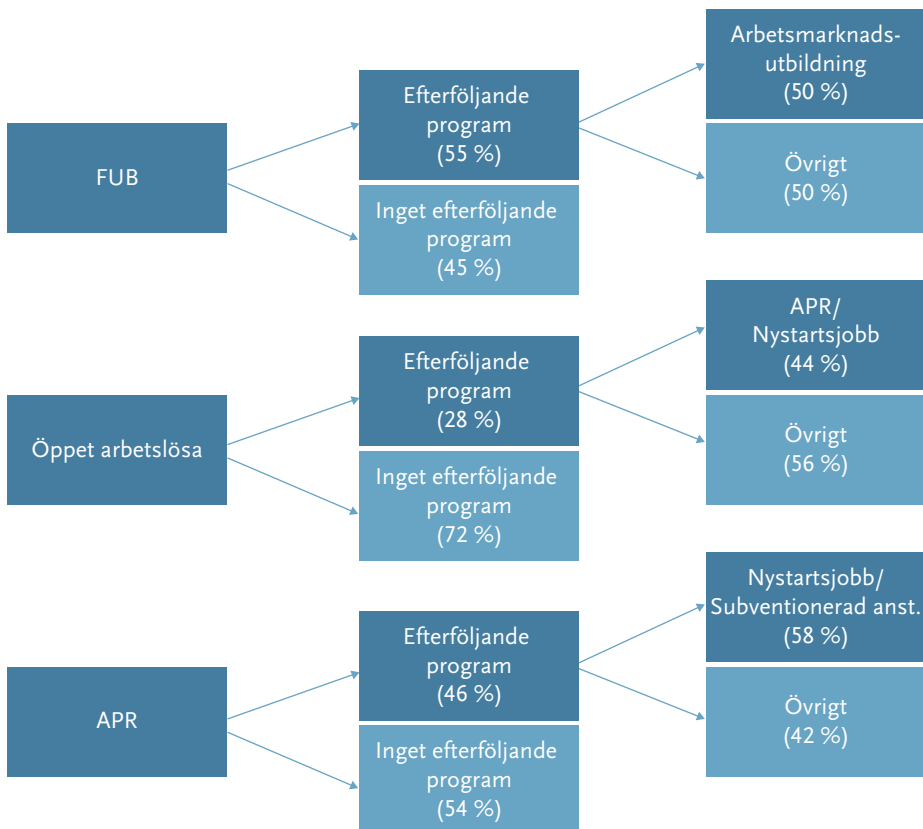 FUB
Efterföljande
program
(55 %)
Inget efterföljande
program
(45 %)
Arbetsmarknads-
utbildning
(50 %)
Övrigt
(50 %)
Öppet arbetslösa
Efterföljande
program
(28 %)
Inget efterföljande
program
(72 %)
APR/
Nystartsjobb
(44 %)
Övrigt
(56 %)
APR
Efterföljande
program
(46 %)
Inget efterföljande
program
(54 %)
Nystartsjobb/
Subventionerad anst.
(58 %)
Övrigt
(42 %)